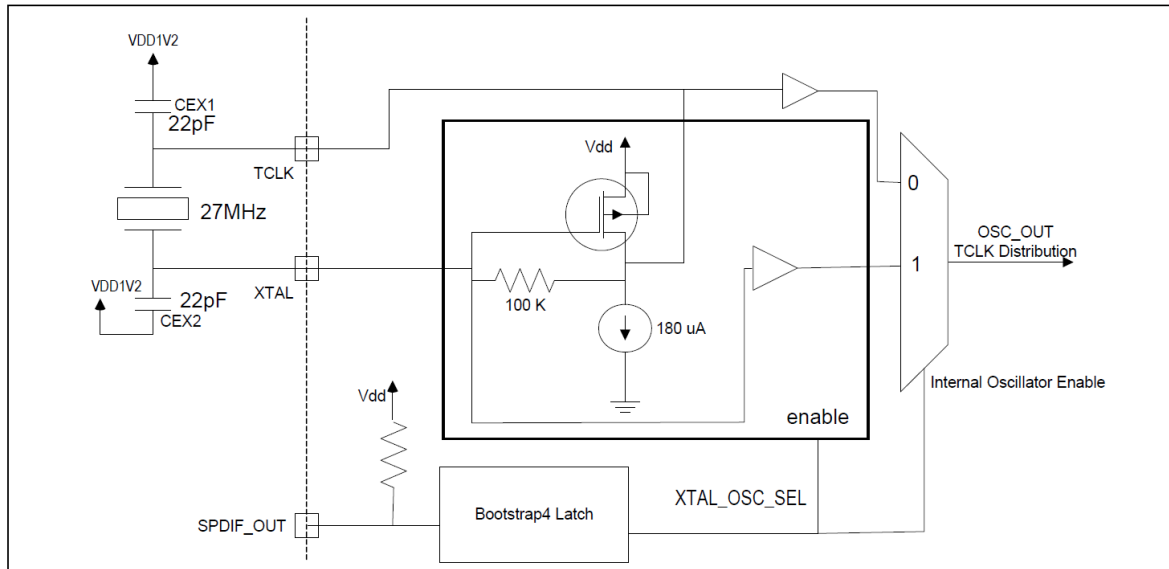 VDD1V2
CEX1
22pF
TCLK
27MHz
XTAL
VDD1V2
22pF
CEX2
Vdd
100 K
180 uA
enable
0
1
OSC_OUT
TCLK Distribution
Internal Oscillator Enable
Vdd
SPDIF_OUT
Bootstrap4 Latch
XTAL_OSC_SEL